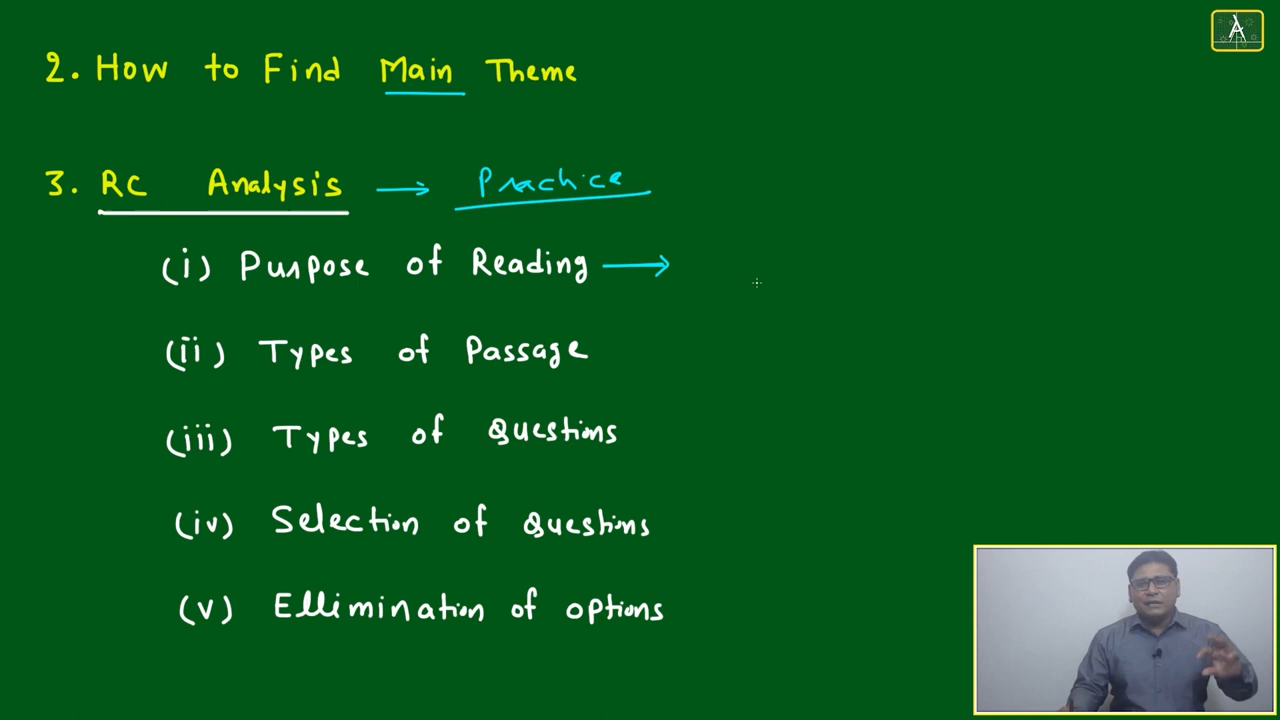 2. How to Find Main Theme
3. RC Analysis → Practice
(i) Purpose of Reading →
(ii) Types of Passage
(iii) Types of Questions
(iv) Selection of Questions
(v) Ellimination of options